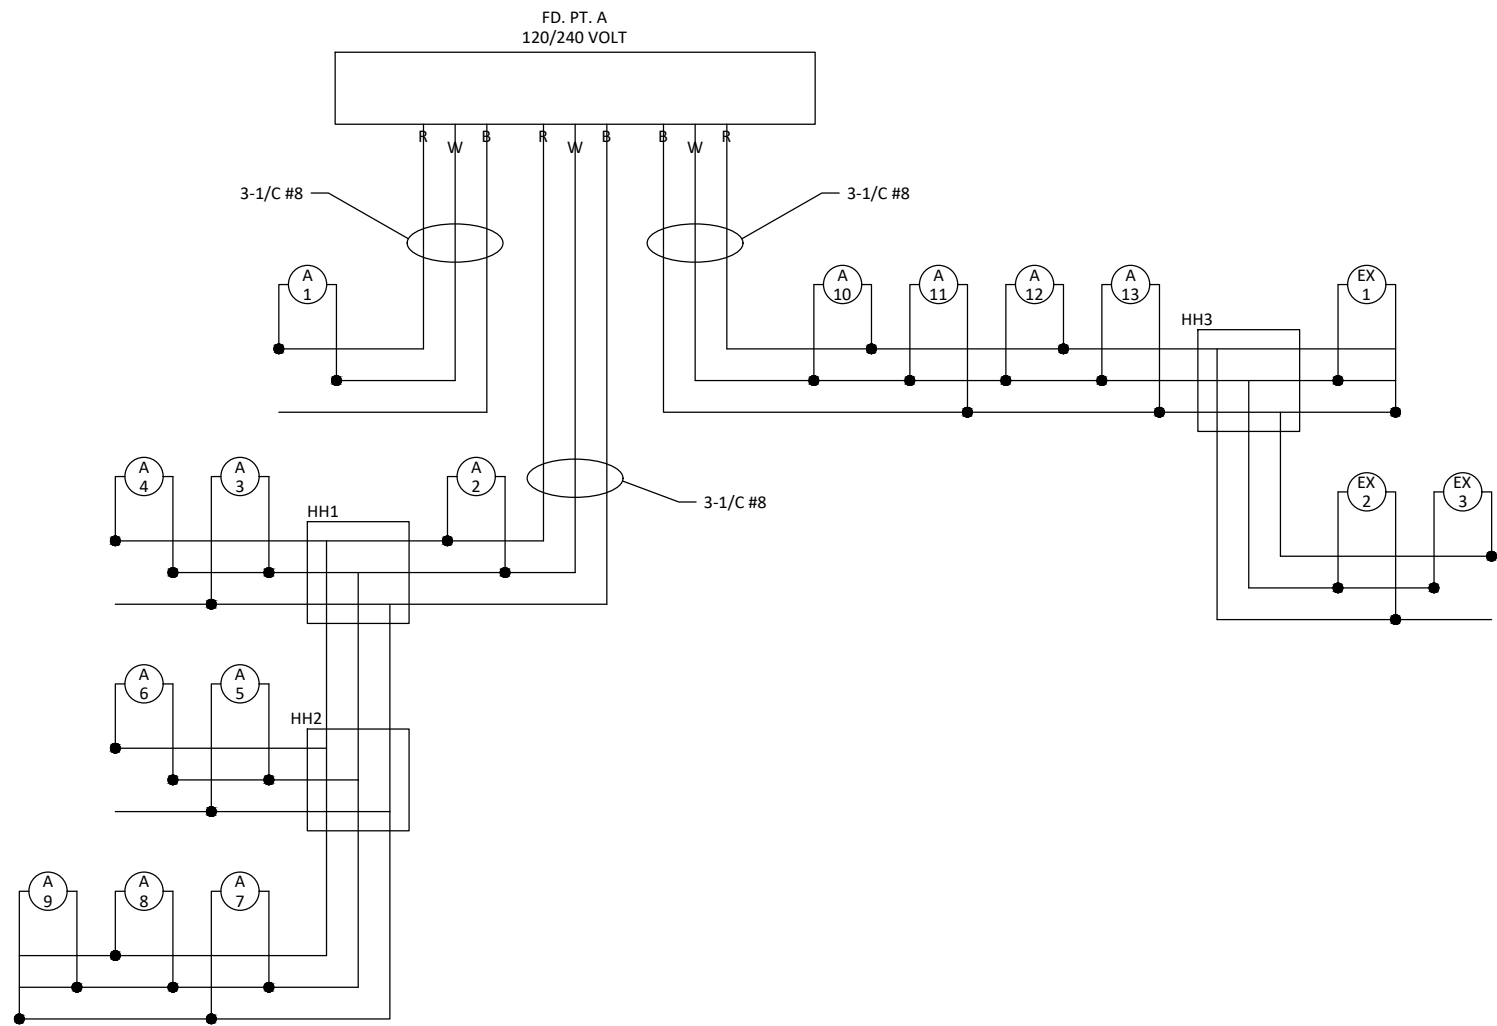 FD. PT. A
120/240 VOLT
R W B R W B B W R
3-1/C #8
3-1/C #8
A
1
A
10
A
11
A
12
A
13
EX
1
HH3
A
4
A
3
A
2
3-1/C #8
EX
2
EX
3
HH1
A
6
A
5
HH2
A
9
A
8
A
7